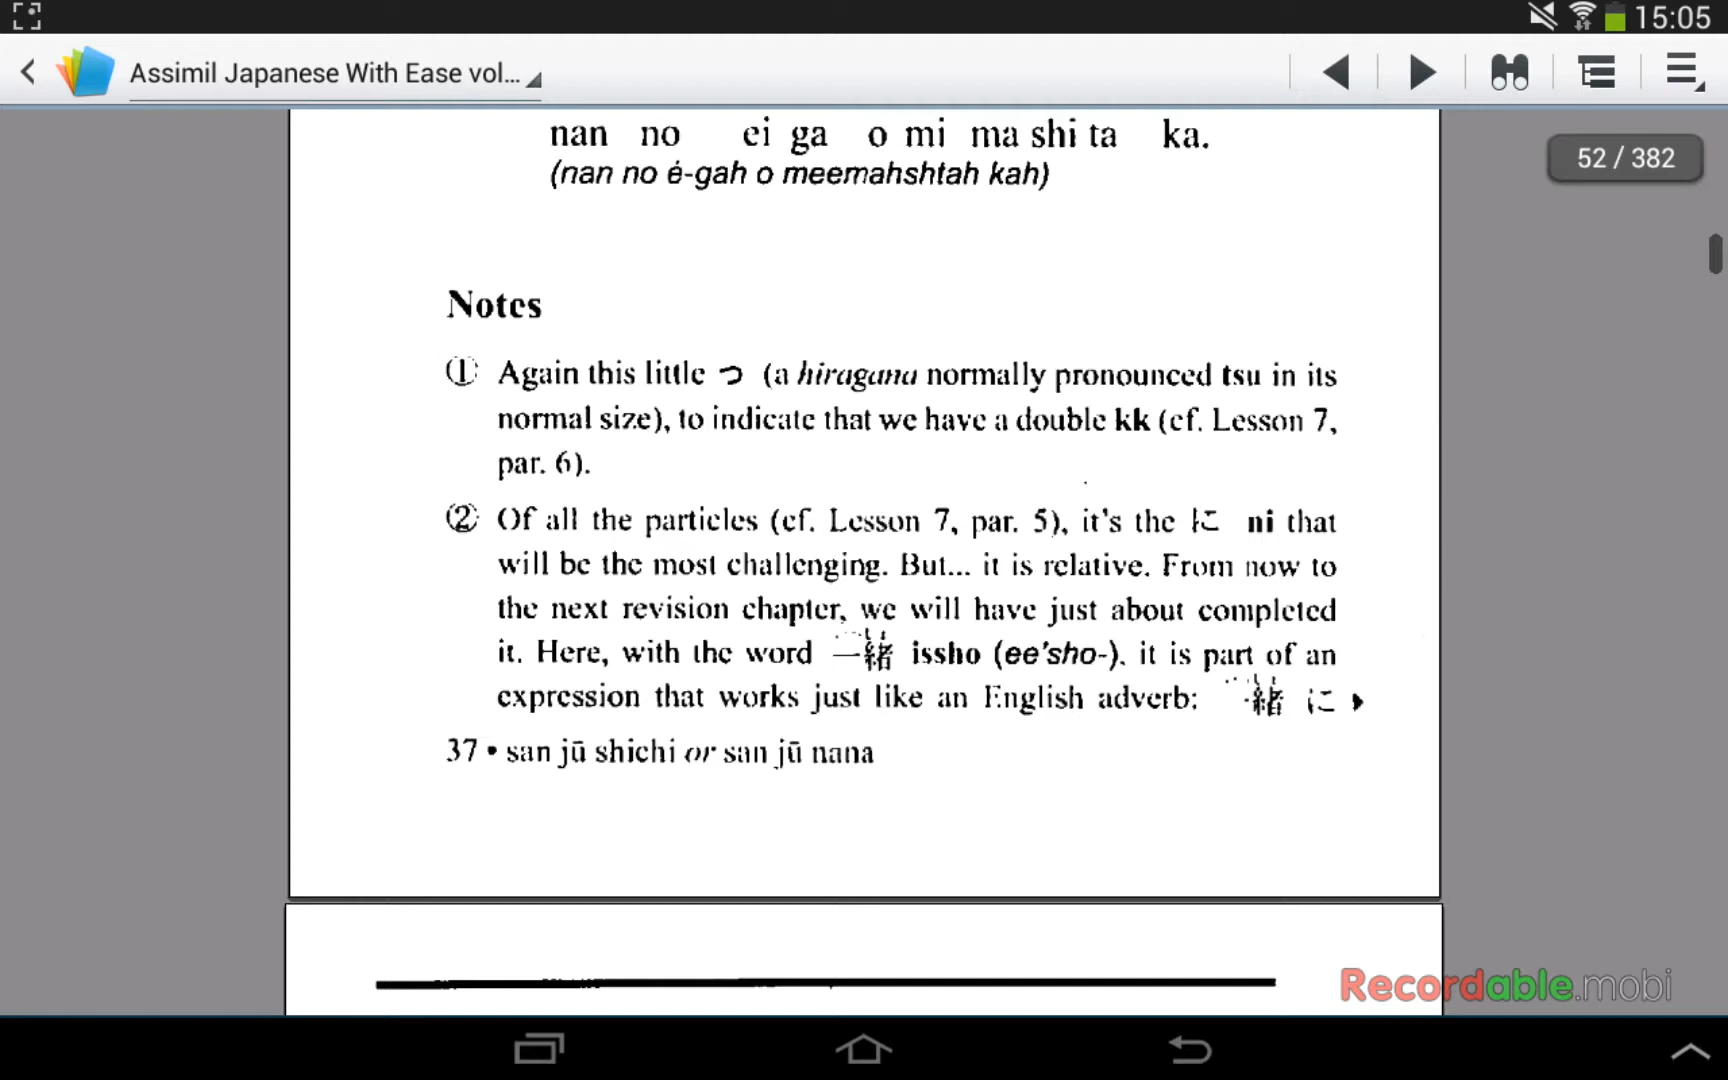 15:05
Assimil Japanese With Ease vol...
52 / 382
nan no ei ga o mi ma shi ta ka.
(nan no é-gah o meemahshtah kah)
Notes
① Again this little っ (a hiragana normally pronounced tsu in its
normal size), to indicate that we have a double kk (cf. Lesson 7,
par. 6).
② Of all the particles (cf. Lesson 7, par. 5), it's the に ni that
will be the most challenging. But... it is relative. From now to
the next revision chapter, we will have just about completed
it. Here, with the word 一緒 issho (ee'sho-), it is part of an
expression that works just like an English adverb: 一緒 に ▶
37 • san jū shichi or san jū nana
Recordable.mobi